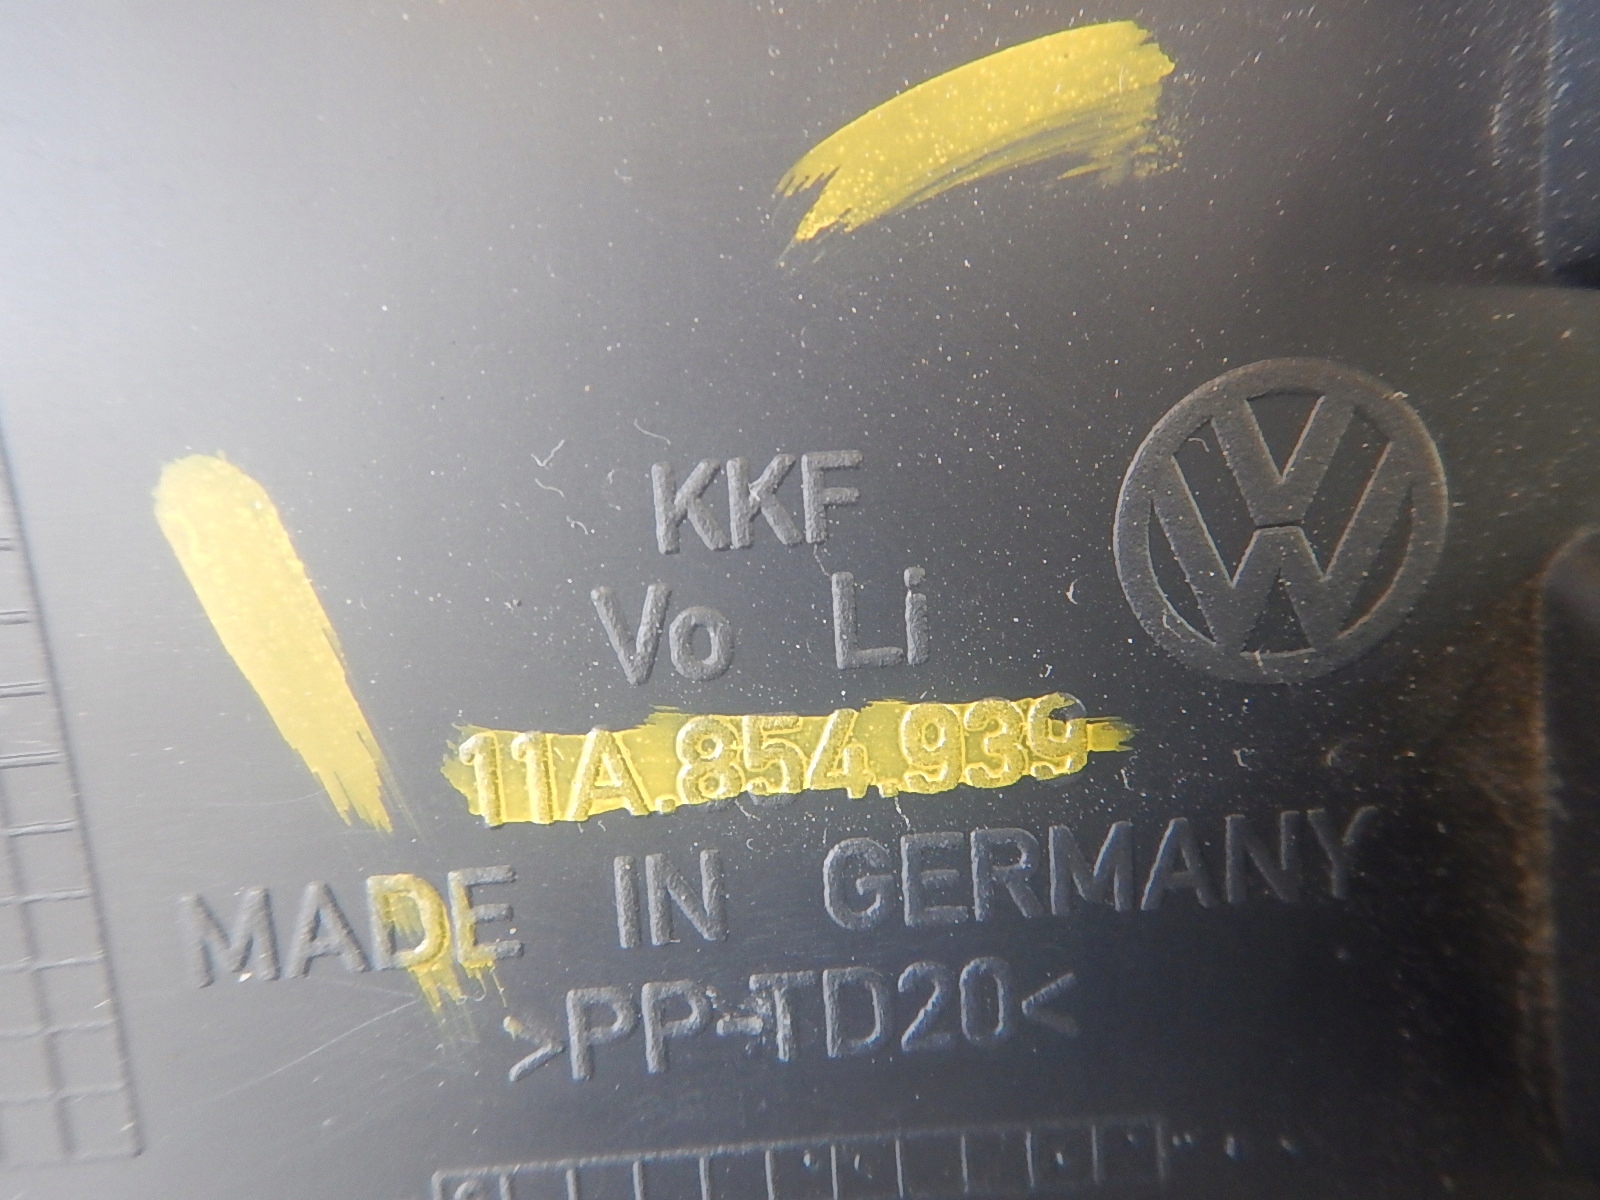 KKF
Vo Li
11A.854.939
MADE IN GERMANY
>PP-TD20<